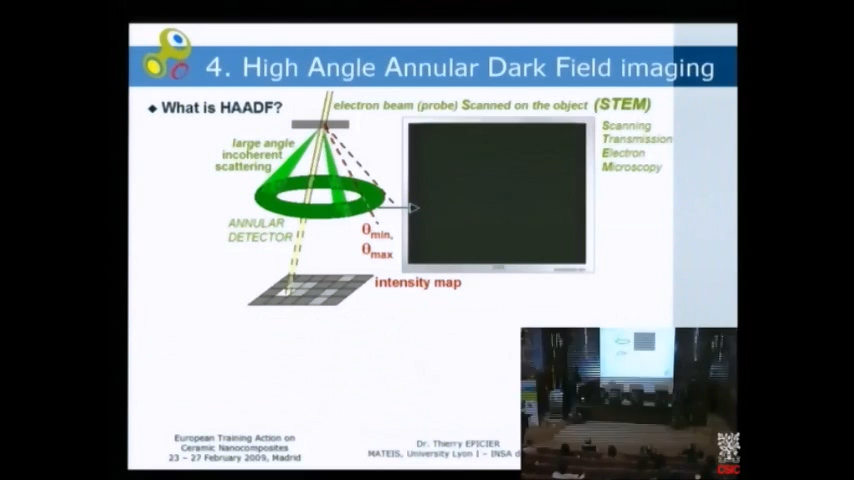 4. High Angle Annular Dark Field imaging
◆ What is HAADF?
electron beam (probe) Scanned on the object (STEM)
Scanning
Transmission
Electron
Microscopy
large angle
incoherent
scattering
ANNULAR
DETECTOR
θmin,
θmax
intensity map
European Training Action on
Ceramic Nanocomposites
23 – 27 February 2009, Madrid
Dr. Thierry EPICIER
MATEIS, University Lyon I – INSA d
CSIC